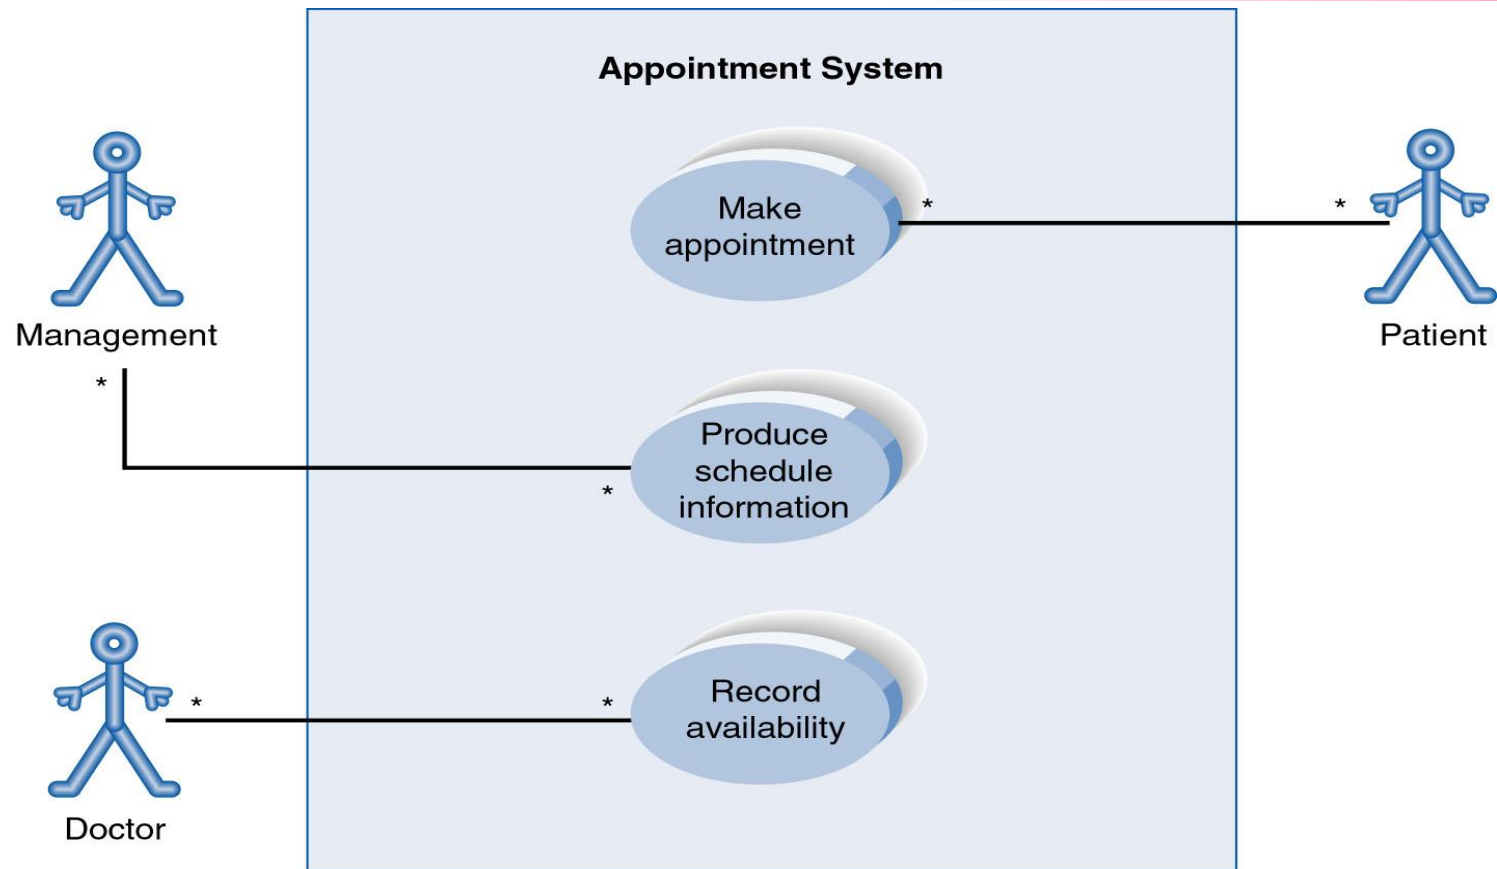 Appointment System
Make
appointment
*
*
Management
Patient
*
Produce
schedule
information
*
Record
availability
*
*
Doctor